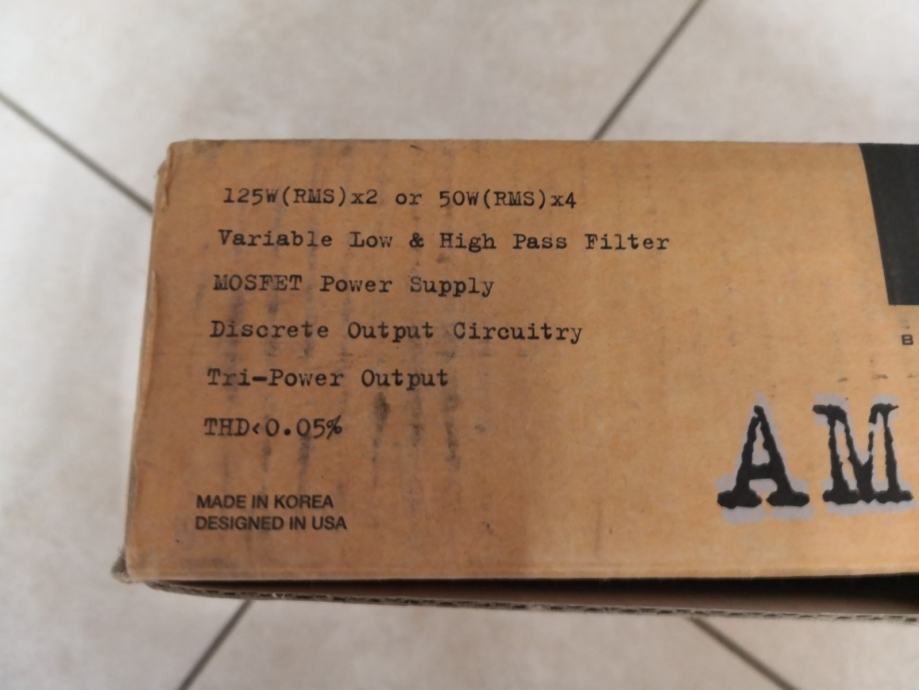 125W(RMS)x2 or 50W(RMS)x4
Variable Low & High Pass Filter
MOSFET Power Supply
Discrete Output Circuitry
Tri-Power Output
THD<0.05%
MADE IN KOREA
DESIGNED IN USA
B
AM